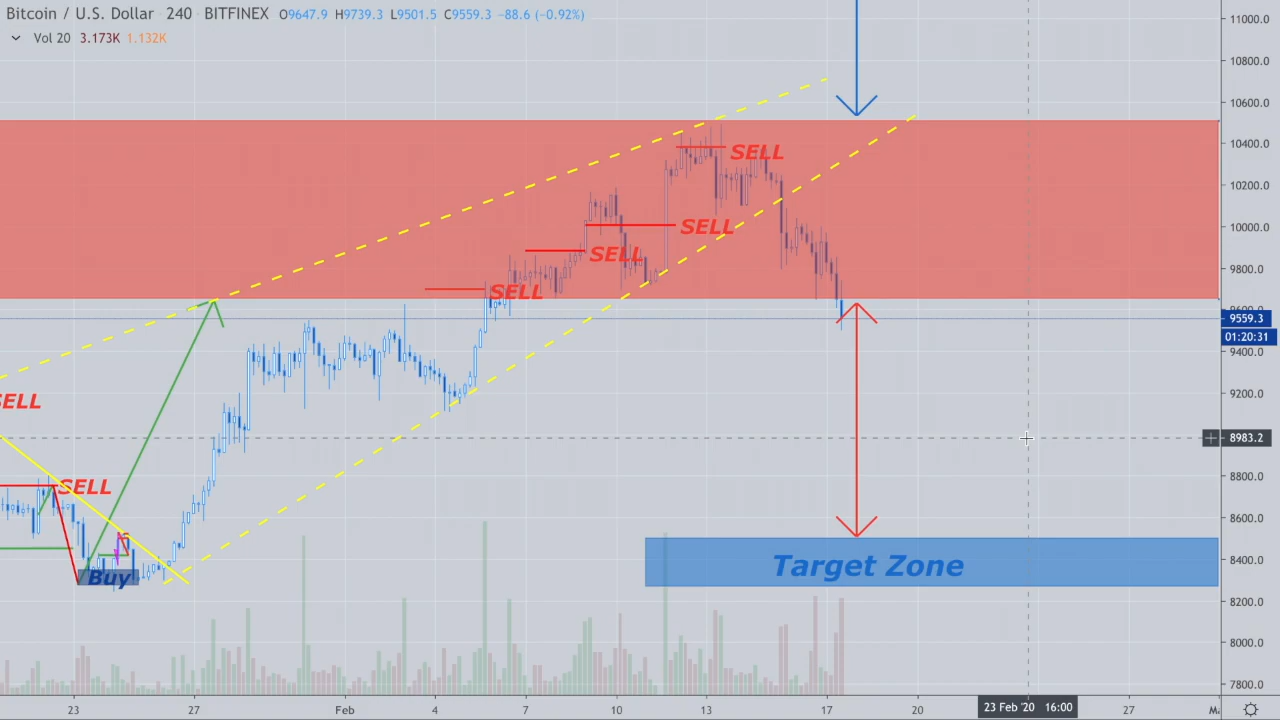 Bitcoin / U.S. Dollar · 240 · BITFINEX O9647.9 H9739.3 L9501.5 C9559.3 −88.6 (−0.92%)
Vol 20 3.173K 1.132K
11000.0
10800.0
10600.0
10400.0
SELL
10200.0
SELL
10000.0
SELL
9800.0
SELL
9559.3
01:20:31
9400.0
9200.0
SELL
8983.2
8800.0
SELL
8600.0
8400.0
Target Zone
Buy
8200.0
8000.0
7800.0
23 27 Feb 4 7 10 13 17 20 23 Feb '20 16:00 27